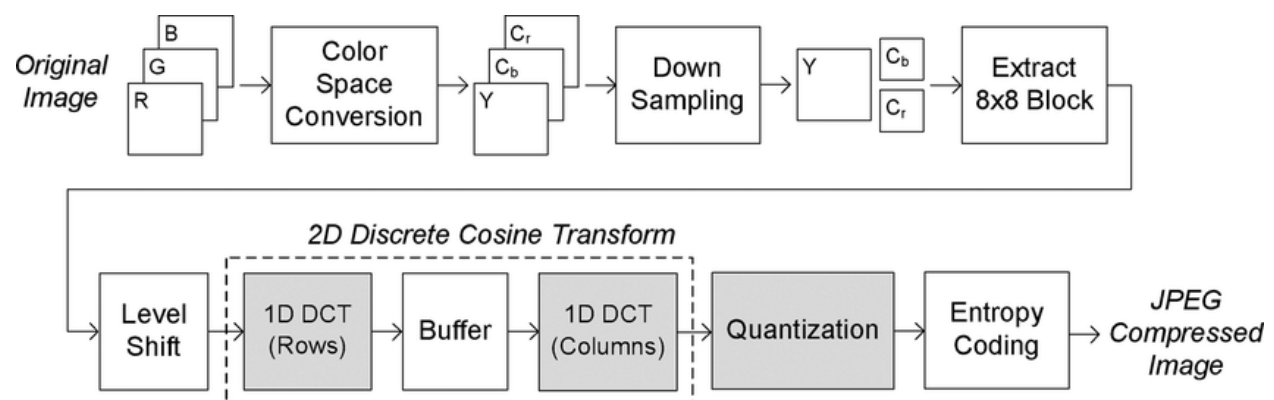 Original
Image
B
G
R
Color
Space
Conversion
Cr
Cb
Y
Down
Sampling
Y
Cb
Cr
Extract
8x8 Block
2D Discrete Cosine Transform
Level
Shift
1D DCT
(Rows)
Buffer
1D DCT
(Columns)
Quantization
Entropy
Coding
JPEG
Compressed
Image